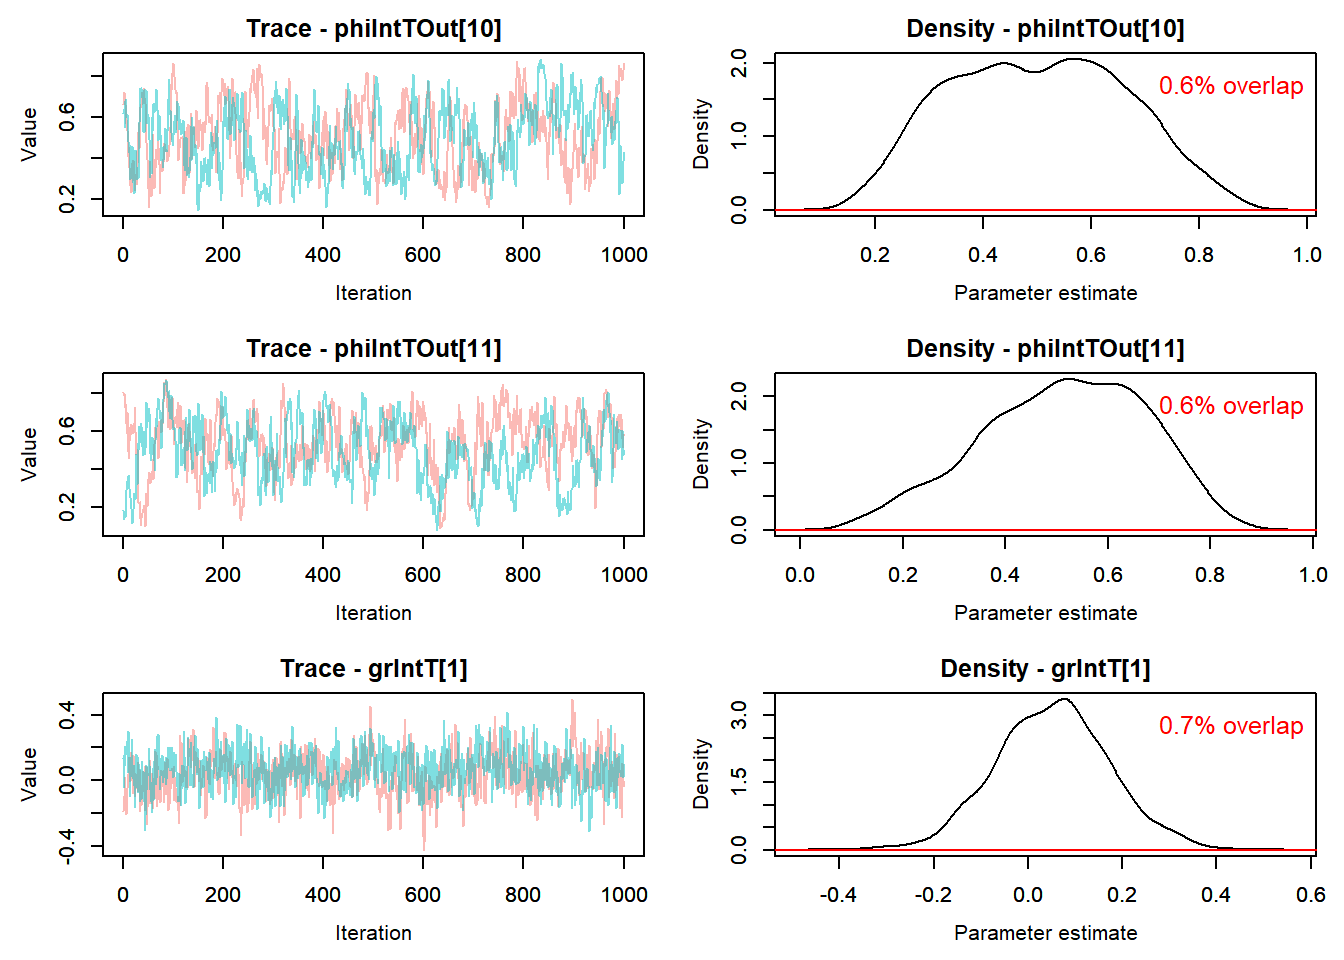 Trace - phiIntTOut[10]
Value
0.2
0.6
0 200 400 600 800 1000
Iteration
Density - phiIntTOut[10]
0.6% overlap
Density
0.0
1.0
2.0
0.2 0.4 0.6 0.8 1.0
Parameter estimate
Trace - phiIntTOut[11]
Value
0.2
0.6
0 200 400 600 800 1000
Iteration
Density - phiIntTOut[11]
0.6% overlap
Density
0.0
1.0
2.0
0.0 0.2 0.4 0.6 0.8 1.0
Parameter estimate
Trace - grIntT[1]
Value
-0.4
0.0
0.4
0 200 400 600 800 1000
Iteration
Density - grIntT[1]
0.7% overlap
Density
0.0
1.5
3.0
-0.4 -0.2 0.0 0.2 0.4 0.6
Parameter estimate